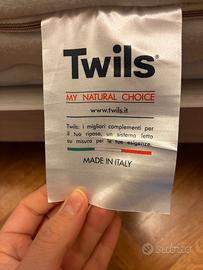 Twils®
MY NATURAL CHOICE
www.twils.it
Twils: i migliori complementi per
il tuo riposo, un sistema letto
su misura per le tue esigenze.
MADE IN ITALY
Subito